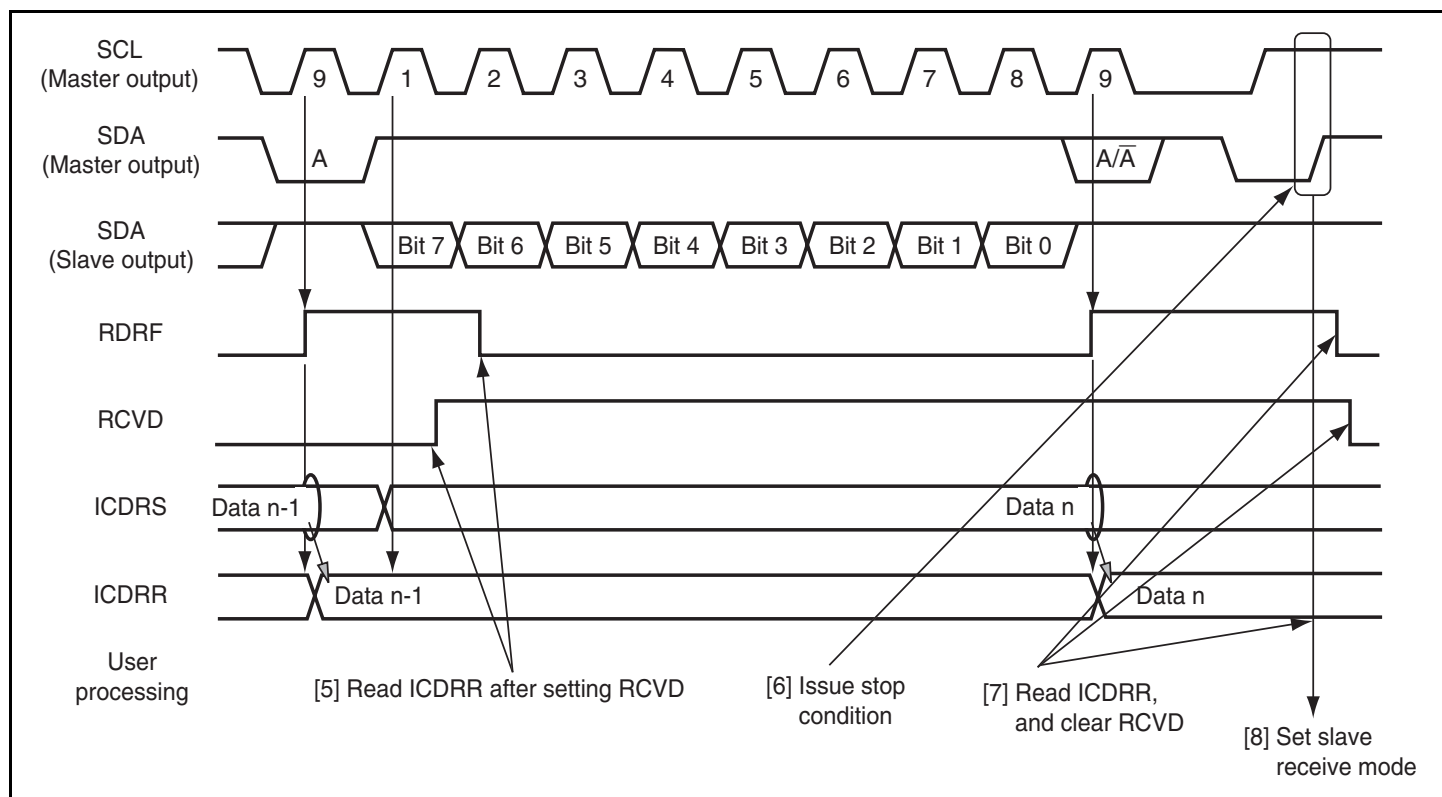 SCL
(Master output)
9 1 2 3 4 5 6 7 8 9
SDA
(Master output)
A A/A̅
SDA
(Slave output)
Bit 7 Bit 6 Bit 5 Bit 4 Bit 3 Bit 2 Bit 1 Bit 0
RDRF
RCVD
ICDRS
Data n-1 Data n
ICDRR
Data n-1 Data n
User
processing
[5] Read ICDRR after setting RCVD
[6] Issue stop
condition
[7] Read ICDRR,
and clear RCVD
[8] Set slave
receive mode